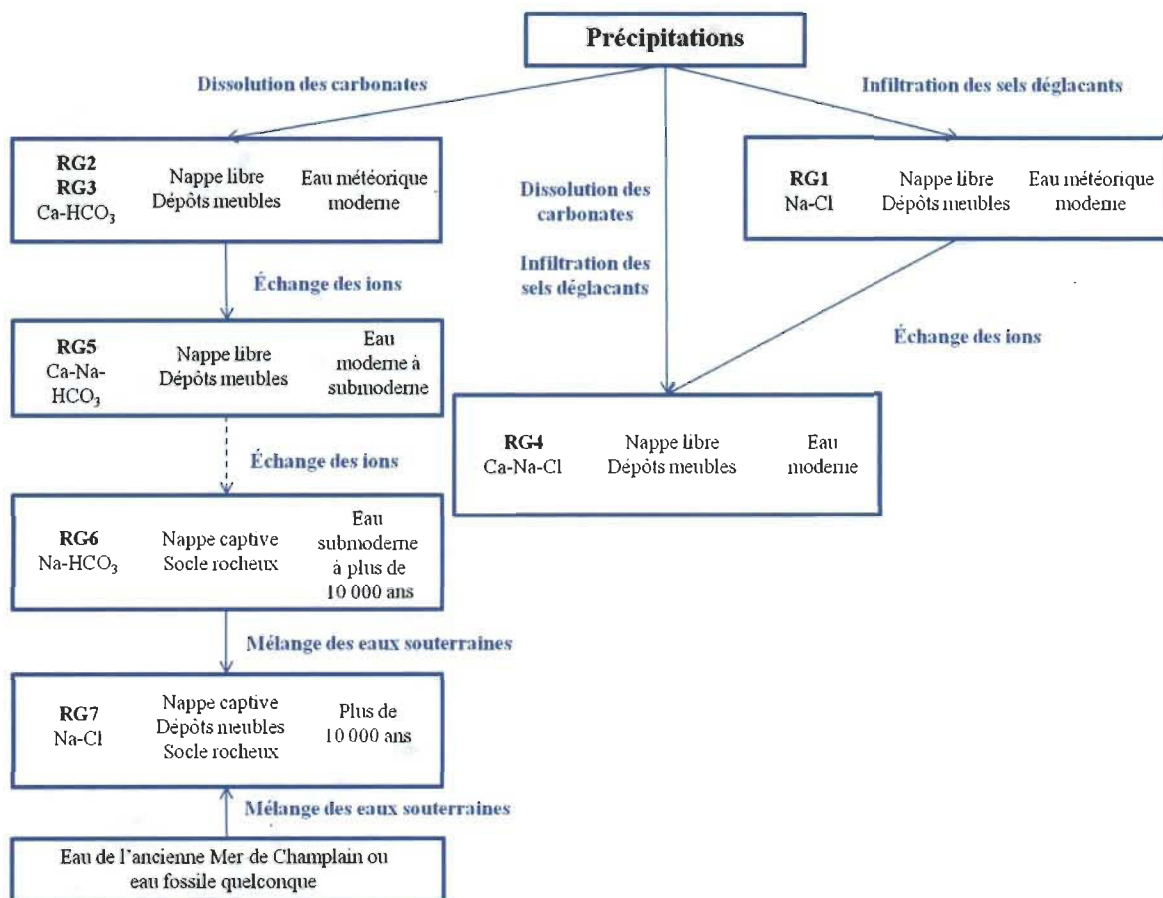 Précipitations
Dissolution des carbonates
Infiltration des sels déglacants
RG2
RG3
Ca-HCO₃
Nappe libre
Dépôts meubles
Eau météorique
moderne
Dissolution des
carbonates
Infiltration des
sels déglacants
RG1
Na-Cl
Nappe libre
Dépôts meubles
Eau météorique
moderne
Échange des ions
Échange des ions
RG5
Ca-Na-
HCO₃
Nappe libre
Dépôts meubles
Eau
moderne à
submoderne
RG4
Ca-Na-Cl
Nappe libre
Dépôts meubles
Eau
moderne
Échange des ions
RG6
Na-HCO₃
Nappe captive
Socle rocheux
Eau
submoderne
à plus de
10 000 ans
Mélange des eaux souterraines
RG7
Na-Cl
Nappe captive
Dépôts meubles
Socle rocheux
Plus de
10 000 ans
Mélange des eaux souterraines
Eau de l'ancienne Mer de Champlain ou
eau fossile quelconque